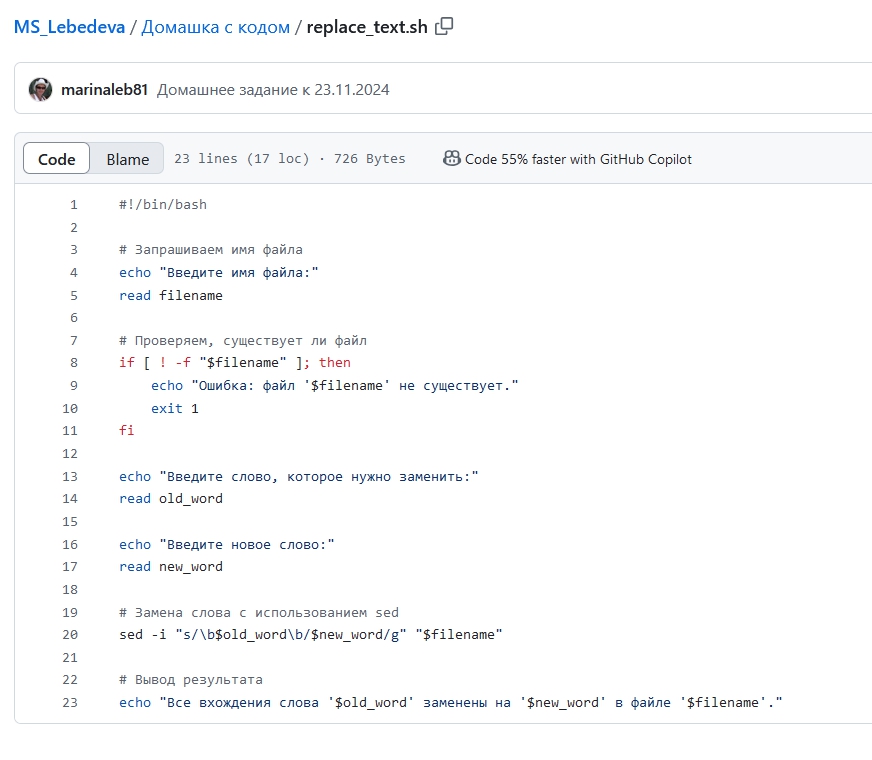 MS_Lebedeva / Домашка с кодом / replace_text.sh
marinaleb81 Домашнее задание к 23.11.2024
Code Blame 23 lines (17 loc) · 726 Bytes Code 55% faster with GitHub Copilot
1 #!/bin/bash
2
3 # Запрашиваем имя файла
4 echo "Введите имя файла:"
5 read filename
6
7 # Проверяем, существует ли файл
8 if [ ! -f "$filename" ]; then
9     echo "Ошибка: файл '$filename' не существует."
10     exit 1
11 fi
12
13 echo "Введите слово, которое нужно заменить:"
14 read old_word
15
16 echo "Введите новое слово:"
17 read new_word
18
19 # Замена слова с использованием sed
20 sed -i "s/\b$old_word\b/$new_word/g" "$filename"
21
22 # Вывод результата
23 echo "Все вхождения слова '$old_word' заменены на '$new_word' в файле '$filename'."